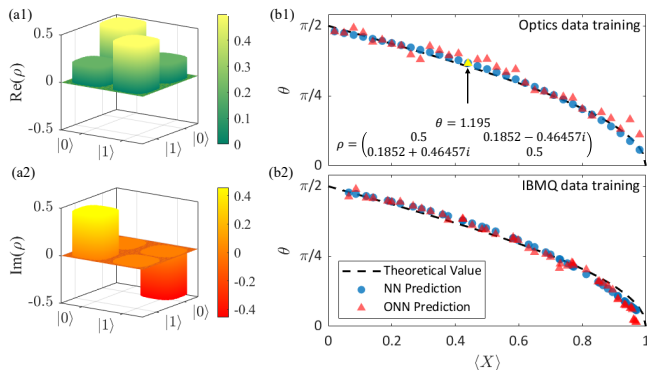 (a1)
0.5
0
-0.5
Re(ρ)
|0⟩
|1⟩
|1⟩
|0⟩
0.4
0.3
0.2
0.1
0
(a2)
0.5
0
-0.5
Im(ρ)
|0⟩
|1⟩
|1⟩
|0⟩
0.4
0.2
0
-0.2
-0.4
(b1)
Optics data training
π/2
π/4
0
θ
θ = 1.195
ρ = ( 0.5 0.1852 − 0.46457i
0.1852 + 0.46457i 0.5 )
(b2)
IBMQ data training
π/2
π/4
0
θ
Theoretical Value
NN Prediction
ONN Prediction
0 0.2 0.4 0.6 0.8 1
⟨X⟩